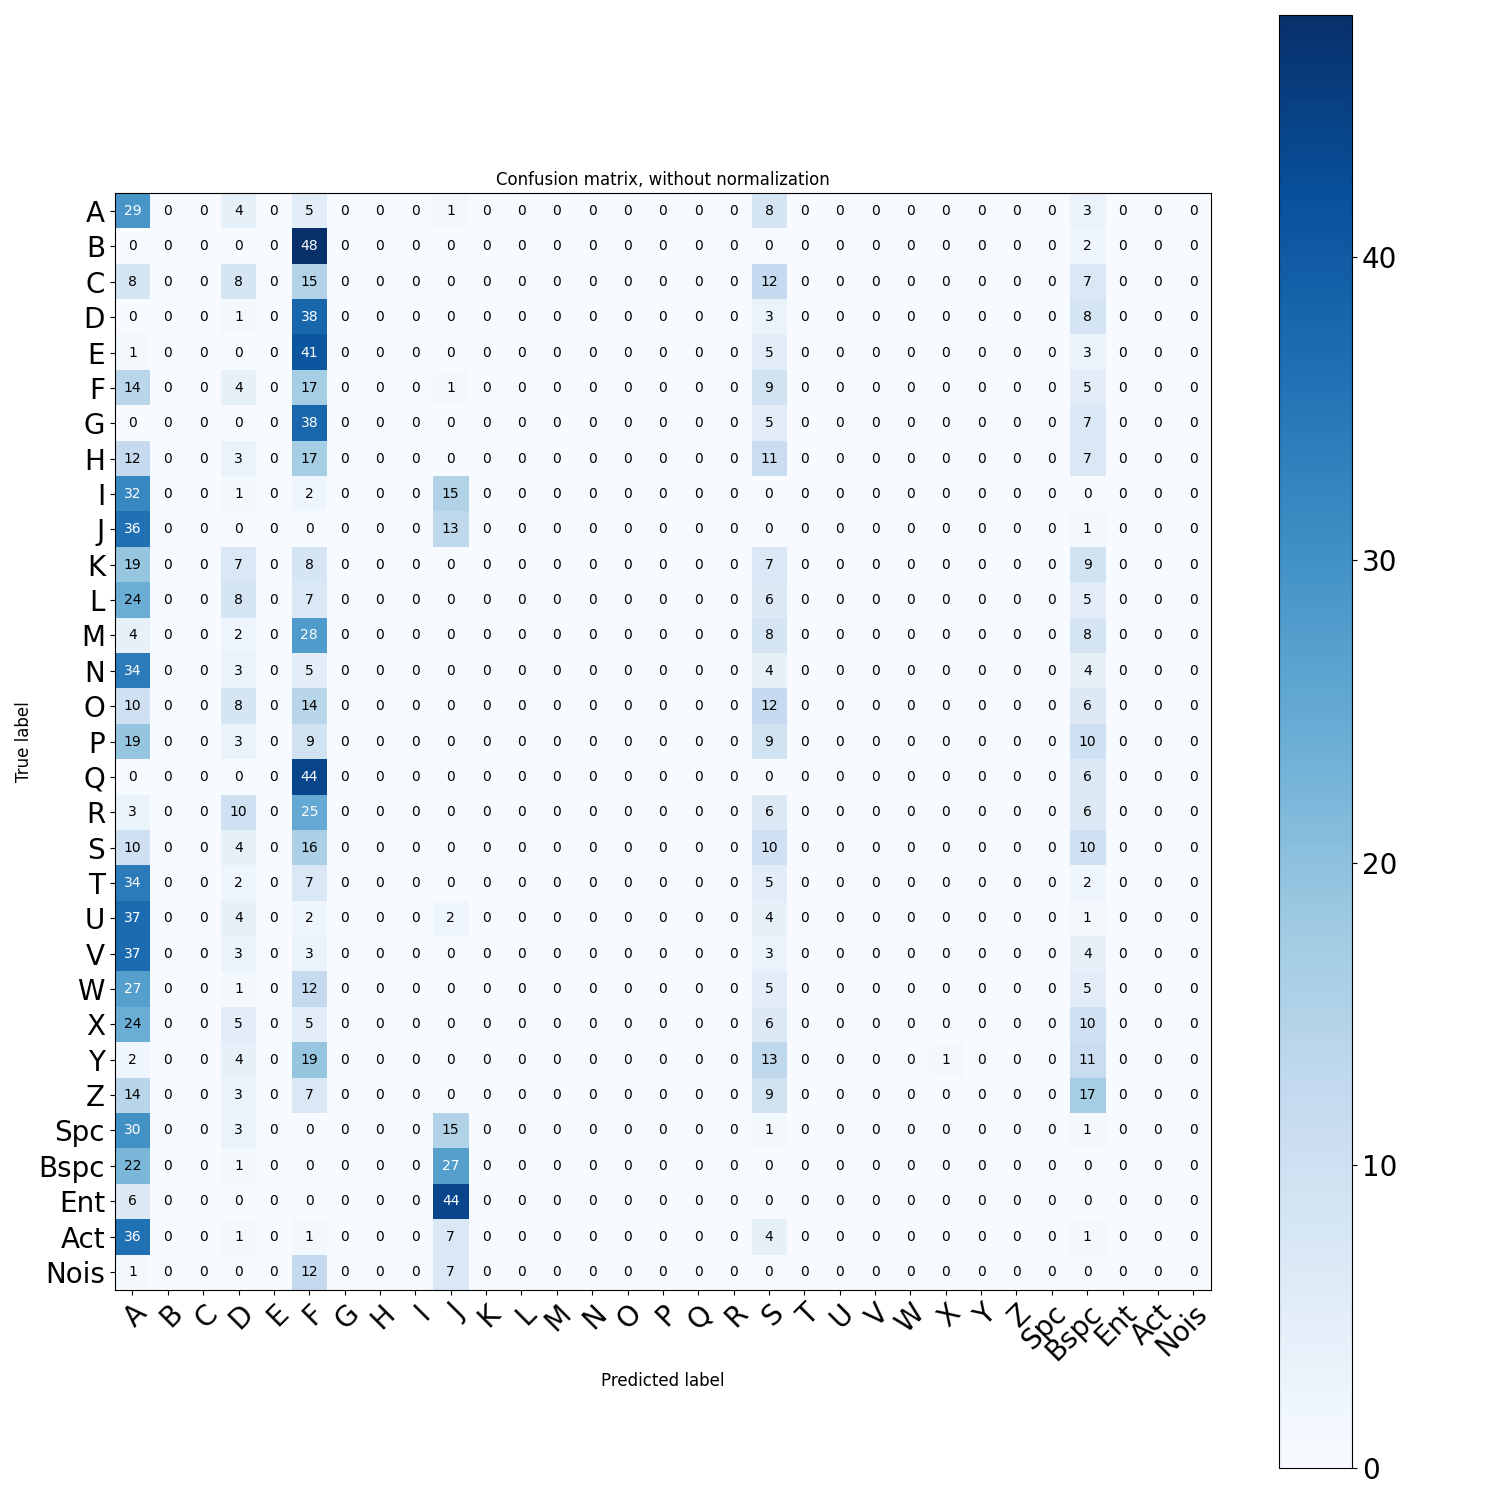 Confusion matrix, without normalization
A 29 0 0 4 0 5 0 0 0 1 0 0 0 0 0 0 0 0 8 0 0 0 0 0 0 0 0 3 0 0 0
B 0 0 0 0 0 48 0 0 0 0 0 0 0 0 0 0 0 0 0 0 0 0 0 0 0 0 0 2 0 0 0
C 8 0 0 8 0 15 0 0 0 0 0 0 0 0 0 0 0 0 12 0 0 0 0 0 0 0 0 7 0 0 0
D 0 0 0 1 0 38 0 0 0 0 0 0 0 0 0 0 0 0 3 0 0 0 0 0 0 0 0 8 0 0 0
E 1 0 0 0 0 41 0 0 0 0 0 0 0 0 0 0 0 0 5 0 0 0 0 0 0 0 0 3 0 0 0
F 14 0 0 4 0 17 0 0 0 1 0 0 0 0 0 0 0 0 9 0 0 0 0 0 0 0 0 5 0 0 0
G 0 0 0 0 0 38 0 0 0 0 0 0 0 0 0 0 0 0 5 0 0 0 0 0 0 0 0 7 0 0 0
H 12 0 0 3 0 17 0 0 0 0 0 0 0 0 0 0 0 0 11 0 0 0 0 0 0 0 0 7 0 0 0
I 32 0 0 1 0 2 0 0 0 15 0 0 0 0 0 0 0 0 0 0 0 0 0 0 0 0 0 0 0 0 0
J 36 0 0 0 0 0 0 0 0 13 0 0 0 0 0 0 0 0 0 0 0 0 0 0 0 0 0 1 0 0 0
K 19 0 0 7 0 8 0 0 0 0 0 0 0 0 0 0 0 0 7 0 0 0 0 0 0 0 0 9 0 0 0
L 24 0 0 8 0 7 0 0 0 0 0 0 0 0 0 0 0 0 6 0 0 0 0 0 0 0 0 5 0 0 0
M 4 0 0 2 0 28 0 0 0 0 0 0 0 0 0 0 0 0 8 0 0 0 0 0 0 0 0 8 0 0 0
N 34 0 0 3 0 5 0 0 0 0 0 0 0 0 0 0 0 0 4 0 0 0 0 0 0 0 0 4 0 0 0
O 10 0 0 8 0 14 0 0 0 0 0 0 0 0 0 0 0 0 12 0 0 0 0 0 0 0 0 6 0 0 0
P 19 0 0 3 0 9 0 0 0 0 0 0 0 0 0 0 0 0 9 0 0 0 0 0 0 0 0 10 0 0 0
Q 0 0 0 0 0 44 0 0 0 0 0 0 0 0 0 0 0 0 0 0 0 0 0 0 0 0 0 6 0 0 0
R 3 0 0 10 0 25 0 0 0 0 0 0 0 0 0 0 0 0 6 0 0 0 0 0 0 0 0 6 0 0 0
S 10 0 0 4 0 16 0 0 0 0 0 0 0 0 0 0 0 0 10 0 0 0 0 0 0 0 0 10 0 0 0
T 34 0 0 2 0 7 0 0 0 0 0 0 0 0 0 0 0 0 5 0 0 0 0 0 0 0 0 2 0 0 0
U 37 0 0 4 0 2 0 0 0 2 0 0 0 0 0 0 0 0 4 0 0 0 0 0 0 0 0 1 0 0 0
V 37 0 0 3 0 3 0 0 0 0 0 0 0 0 0 0 0 0 3 0 0 0 0 0 0 0 0 4 0 0 0
W 27 0 0 1 0 12 0 0 0 0 0 0 0 0 0 0 0 0 5 0 0 0 0 0 0 0 0 5 0 0 0
X 24 0 0 5 0 5 0 0 0 0 0 0 0 0 0 0 0 0 6 0 0 0 0 0 0 0 0 10 0 0 0
Y 2 0 0 4 0 19 0 0 0 0 0 0 0 0 0 0 0 0 13 0 0 0 0 1 0 0 0 11 0 0 0
Z 14 0 0 3 0 7 0 0 0 0 0 0 0 0 0 0 0 0 9 0 0 0 0 0 0 0 0 17 0 0 0
Spc 30 0 0 3 0 0 0 0 0 15 0 0 0 0 0 0 0 0 1 0 0 0 0 0 0 0 0 1 0 0 0
Bspc 22 0 0 1 0 0 0 0 0 27 0 0 0 0 0 0 0 0 0 0 0 0 0 0 0 0 0 0 0 0 0
Ent 6 0 0 0 0 0 0 0 0 44 0 0 0 0 0 0 0 0 0 0 0 0 0 0 0 0 0 0 0 0 0
Act 36 0 0 1 0 1 0 0 0 7 0 0 0 0 0 0 0 0 4 0 0 0 0 0 0 0 0 1 0 0 0
Nois 1 0 0 0 0 12 0 0 0 7 0 0 0 0 0 0 0 0 0 0 0 0 0 0 0 0 0 0 0 0 0
A B C D E F G H I J K L M N O P Q R S T U V W X Y Z Spc Bspc Ent Act Nois
Predicted label
True label
40
30
20
10
0